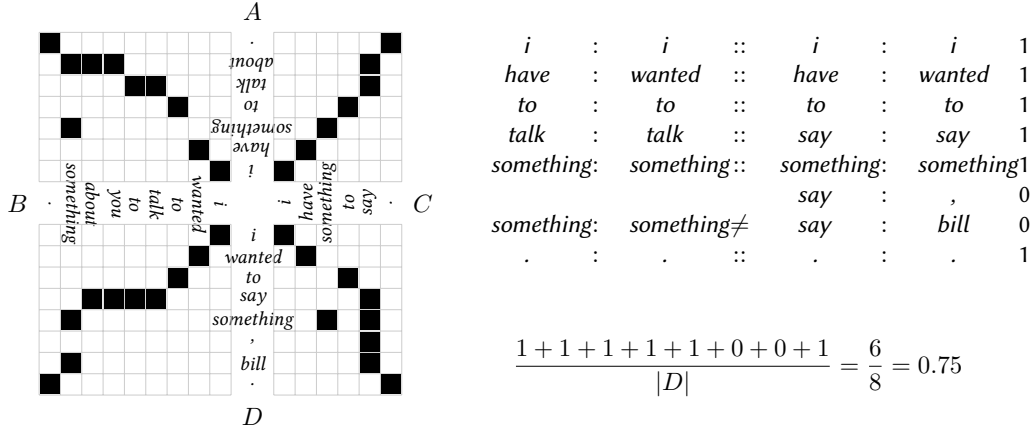 A
.
about
talk
to
something
have
i
B . something about you talk to to wanted i i have something to say . C
i
wanted
to
say
something
,
bill
.
D
i : i :: i : i 1
have : wanted :: have : wanted 1
to : to :: to : to 1
talk : talk :: say : say 1
something: something:: something: something1
say : , 0
something: something≠ say : bill 0
. : . :: . : . 1
1 + 1 + 1 + 1 + 1 + 0 + 0 + 1
|D|
= 6/8 = 0.75